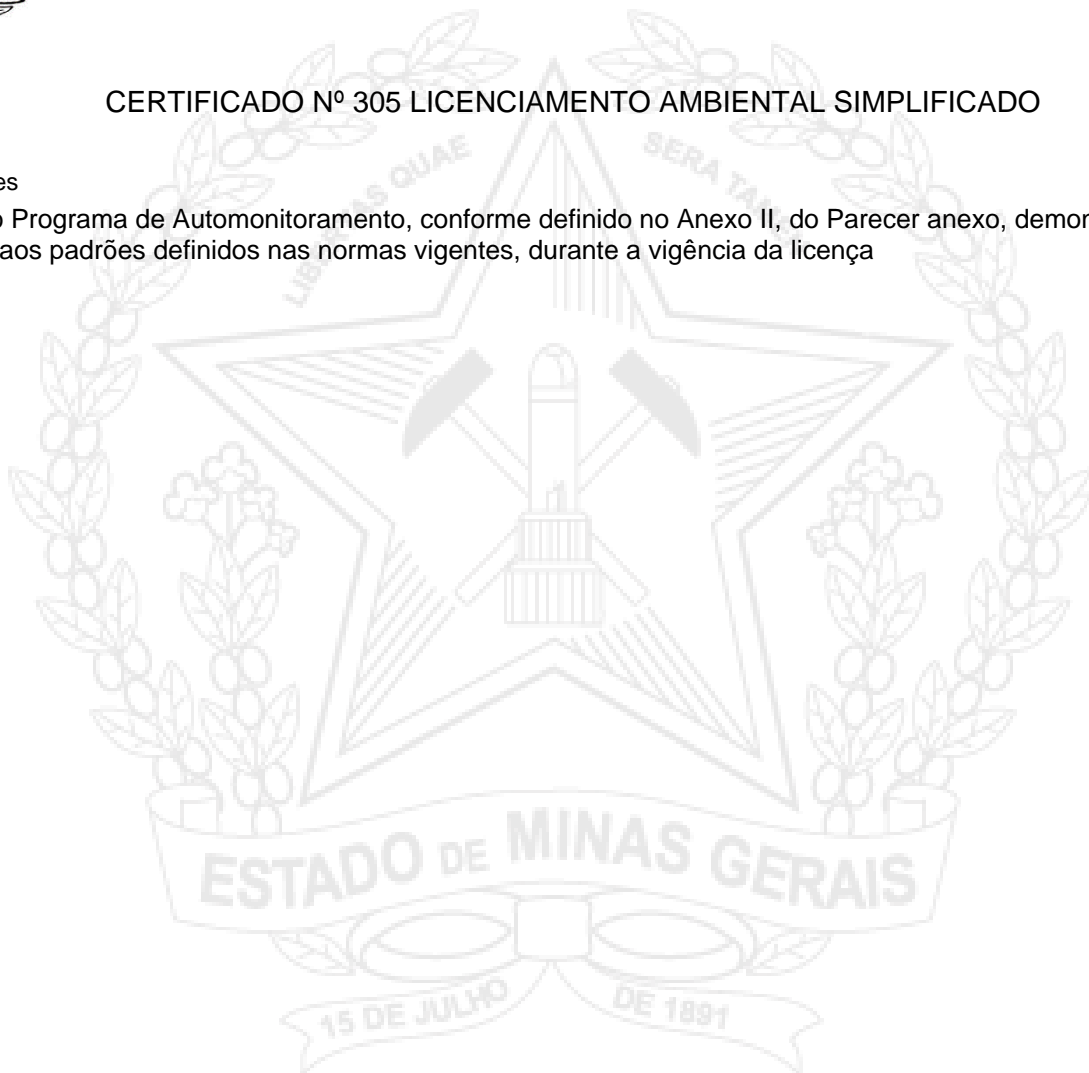 CERTIFICADO Nº 305 LICENCIAMENTO AMBIENTAL SIMPLIFICADO
LIBERTAS QUAE SERA TAMEN
es
o Programa de Automonitoramento, conforme definido no Anexo II, do Parecer anexo, demon
aos padrões definidos nas normas vigentes, durante a vigência da licença
ESTADO DE MINAS GERAIS
15 DE JULHO DE 1891